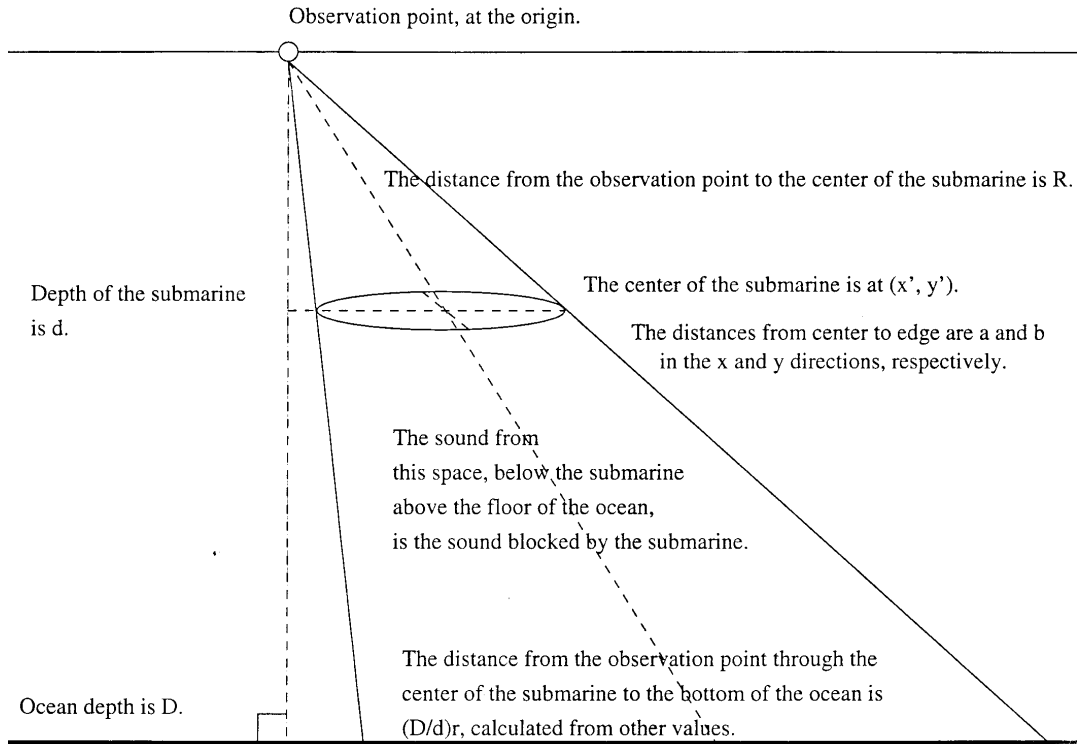 Observation point, at the origin.
The distance from the observation point to the center of the submarine is R.
The center of the submarine is at (x', y').
Depth of the submarine
is d.
The distances from center to edge are a and b
in the x and y directions, respectively.
The sound from
this space, below the submarine
above the floor of the ocean,
is the sound blocked by the submarine.
The distance from the observation point through the
center of the submarine to the bottom of the ocean is
(D/d)r, calculated from other values.
Ocean depth is D.